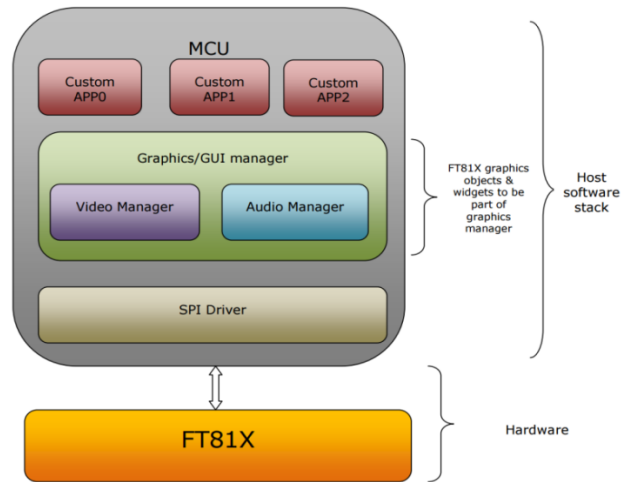 MCU
Custom
APP0
Custom
APP1
Custom
APP2
Graphics/GUI manager
Video Manager
Audio Manager
SPI Driver
FT81X
FT81X graphics
objects &
widgets to be
part of
graphics
manager
Host
software
stack
Hardware